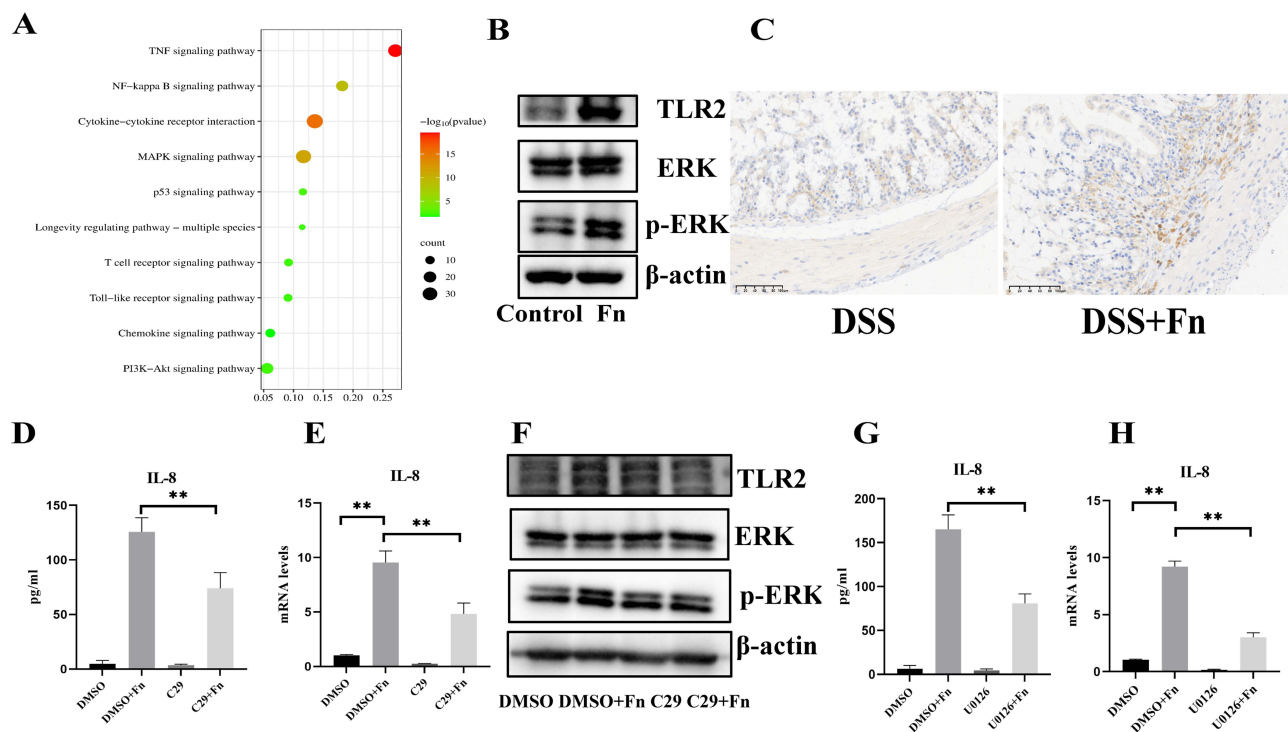 A
TNF signaling pathway
NF−kappa B signaling pathway
Cytokine−cytokine receptor interaction
MAPK signaling pathway
p53 signaling pathway
Longevity regulating pathway − multiple species
T cell receptor signaling pathway
Toll−like receptor signaling pathway
Chemokine signaling pathway
PI3K−Akt signaling pathway
0.05 0.10 0.15 0.20 0.25
−log10(pvalue)
15
10
5
count
10
20
30
B
TLR2
ERK
p-ERK
β-actin
Control Fn
C
DSS
DSS+Fn
D
IL-8
**
pg/ml
150
100
50
0
DMSO
DMSO+Fn
C29
C29+Fn
E
IL-8
** **
mRNA levels
15
10
5
0
DMSO
DMSO+Fn
C29
C29+Fn
F
TLR2
ERK
p-ERK
β-actin
DMSO DMSO+Fn C29 C29+Fn
G
IL-8
**
pg/ml
200
150
100
50
0
DMSO
DMSO+Fn
U0126
U0126+Fn
H
IL-8
** **
mRNA levels
15
10
5
0
DMSO
DMSO+Fn
U0126
U0126+Fn